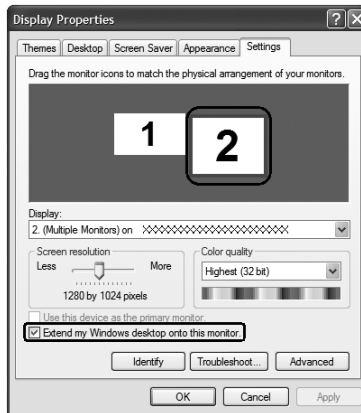 Display Properties
Themes Desktop Screen Saver Appearance Settings
Drag the monitor icons to match the physical arrangement of your monitors.
1 2
Display:
2. (Multiple Monitors) on XXXXXXXXXXXXXXXXXXXXXXX
Screen resolution Color quality
Less More Highest (32 bit)
1280 by 1024 pixels
Use this device as the primary monitor.
Extend my Windows desktop onto this monitor.
Identify Troubleshoot... Advanced
OK Cancel Apply